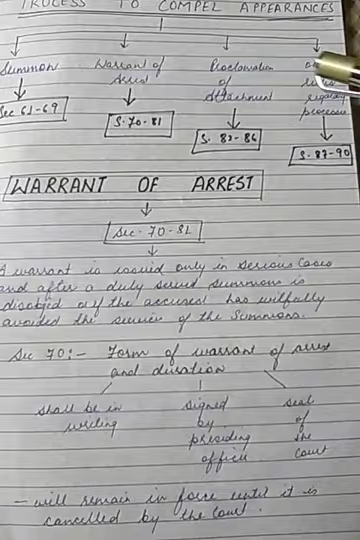 PROCESS TO COMPEL APPEARANCES
Summon
Sec 61-69
Warrant of
Arrest
S. 70-81
Proclamation
of
Attachment
S. 82-86
rules
regulating
processes
S. 87-90
WARRANT OF ARREST
Sec - 70-81
A warrant is issued only in serious cases
and after a duly served summons is
disobeyed or if the accused has wilfully
avoided the service of the Summons.
Sec 70:- Form of warrant of arrest
and duration
shall be in
writing
signed
by
presiding
officer
seal
of
the
court
- will remain in force until it is
cancelled by the Court.